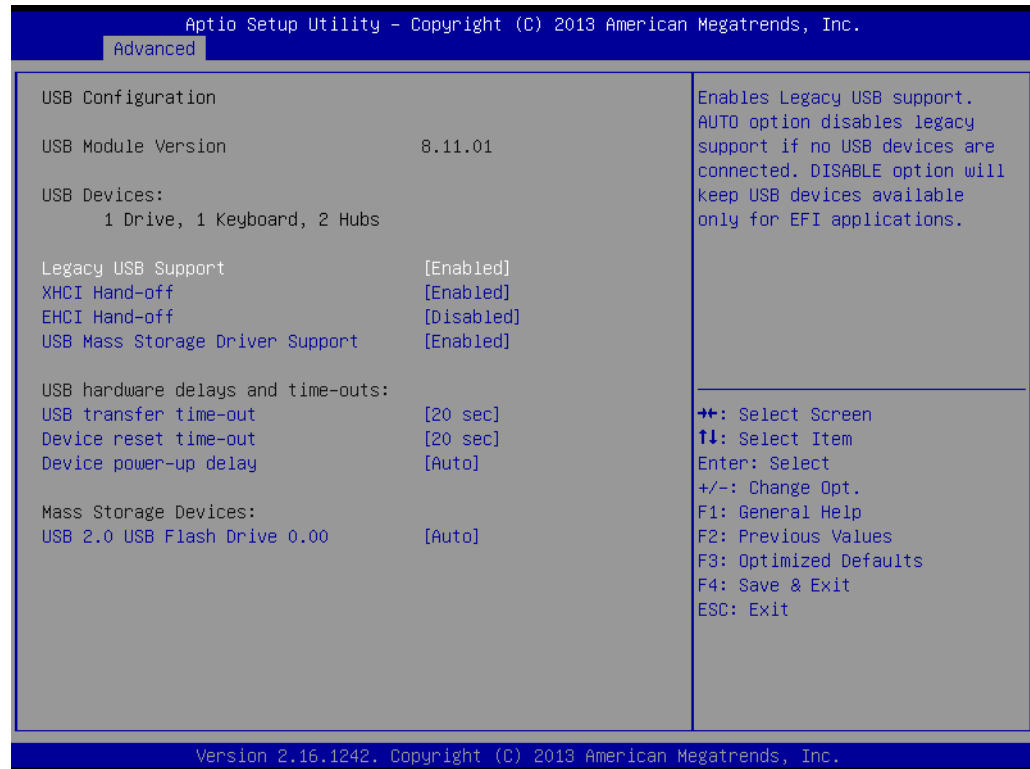 Aptio Setup Utility – Copyright (C) 2013 American Megatrends, Inc.
Advanced
USB Configuration
USB Module Version 8.11.01
USB Devices:
1 Drive, 1 Keyboard, 2 Hubs
Legacy USB Support [Enabled]
XHCI Hand-off [Enabled]
EHCI Hand-off [Disabled]
USB Mass Storage Driver Support [Enabled]
USB hardware delays and time-outs:
USB transfer time-out [20 sec]
Device reset time-out [20 sec]
Device power-up delay [Auto]
Mass Storage Devices:
USB 2.0 USB Flash Drive 0.00 [Auto]
Enables Legacy USB support.
AUTO option disables legacy
support if no USB devices are
connected. DISABLE option will
keep USB devices available
only for EFI applications.
→←: Select Screen
↑↓: Select Item
Enter: Select
+/-: Change Opt.
F1: General Help
F2: Previous Values
F3: Optimized Defaults
F4: Save & Exit
ESC: Exit
Version 2.16.1242. Copyright (C) 2013 American Megatrends, Inc.